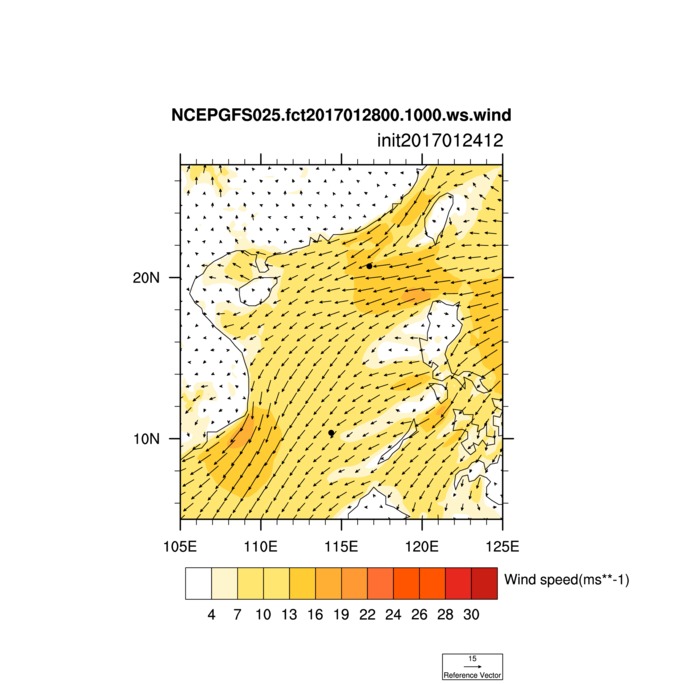 NCEPGFS025.fct2017012800.1000.ws.wind
init2017012412
20N
10N
105E 110E 115E 120E 125E
4 7 10 13 16 19 22 24 26 28 30
Wind speed(ms**-1)
15
Reference Vector